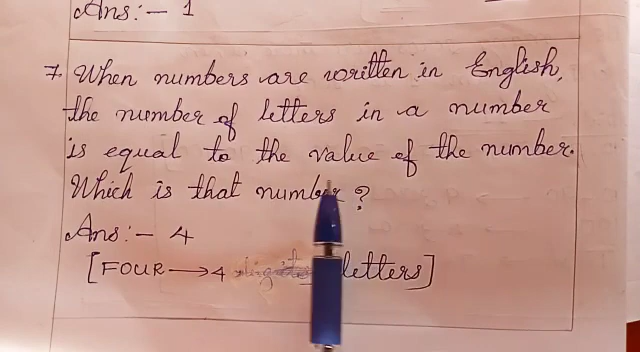 Ans:- 1
7. When numbers are written in English,
the number of letters in a number
is equal to the value of the number.
Which is that number?
Ans:- 4
[FOUR → 4 letters]